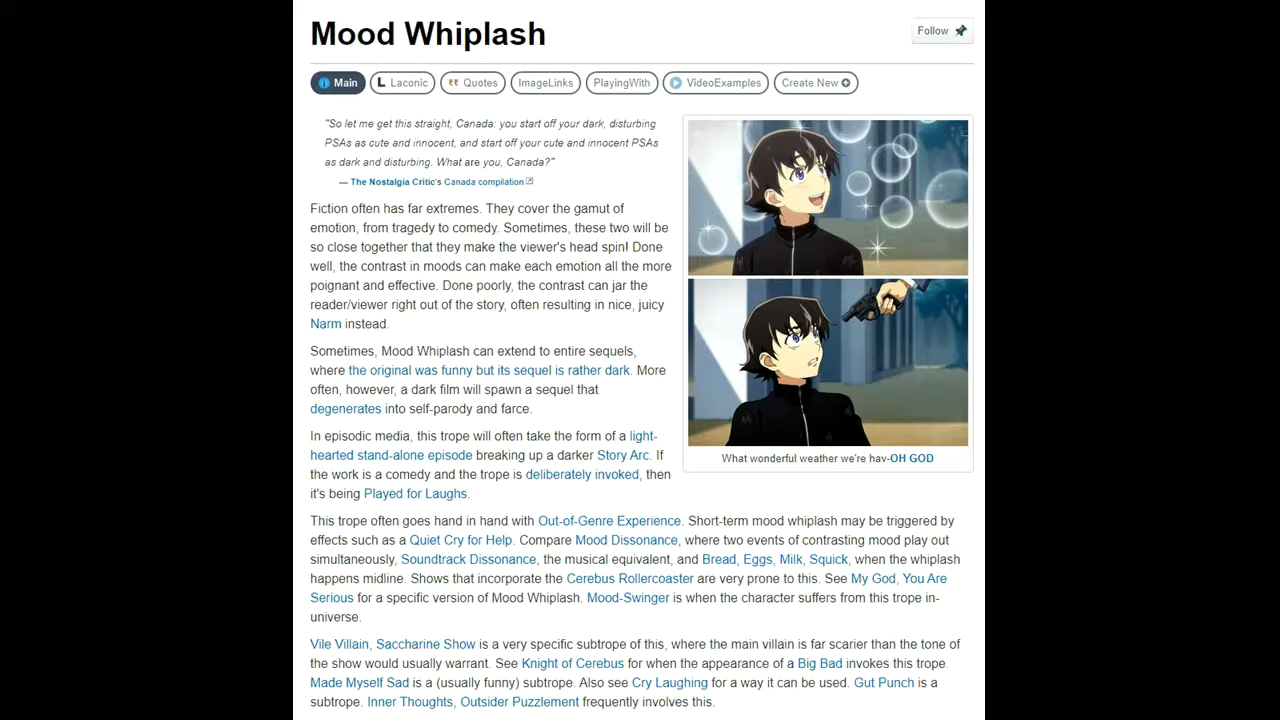 Mood Whiplash
Follow
Main
Laconic
Quotes
ImageLinks
PlayingWith
VideoExamples
Create New
"So let me get this straight, Canada: you start off your dark, disturbing
PSAs as cute and innocent, and start off your cute and innocent PSAs
as dark and disturbing. What are you, Canada?"
— The Nostalgia Critic's Canada compilation
Fiction often has far extremes. They cover the gamut of
emotion, from tragedy to comedy. Sometimes, these two will be
so close together that they make the viewer's head spin! Done
well, the contrast in moods can make each emotion all the more
poignant and effective. Done poorly, the contrast can jar the
reader/viewer right out of the story, often resulting in nice, juicy
Narm instead.
Sometimes, Mood Whiplash can extend to entire sequels,
where the original was funny but its sequel is rather dark. More
often, however, a dark film will spawn a sequel that
degenerates into self-parody and farce.
In episodic media, this trope will often take the form of a light-
hearted stand-alone episode breaking up a darker Story Arc. If
the work is a comedy and the trope is deliberately invoked, then
it's being Played for Laughs.
What wonderful weather we're hav-OH GOD
This trope often goes hand in hand with Out-of-Genre Experience. Short-term mood whiplash may be triggered by
effects such as a Quiet Cry for Help. Compare Mood Dissonance, where two events of contrasting mood play out
simultaneously, Soundtrack Dissonance, the musical equivalent, and Bread, Eggs, Milk, Squick, when the whiplash
happens midline. Shows that incorporate the Cerebus Rollercoaster are very prone to this. See My God, You Are
Serious for a specific version of Mood Whiplash. Mood-Swinger is when the character suffers from this trope in-
universe.
Vile Villain, Saccharine Show is a very specific subtrope of this, where the main villain is far scarier than the tone of
the show would usually warrant. See Knight of Cerebus for when the appearance of a Big Bad invokes this trope.
Made Myself Sad is a (usually funny) subtrope. Also see Cry Laughing for a way it can be used. Gut Punch is a
subtrope. Inner Thoughts, Outsider Puzzlement frequently involves this.